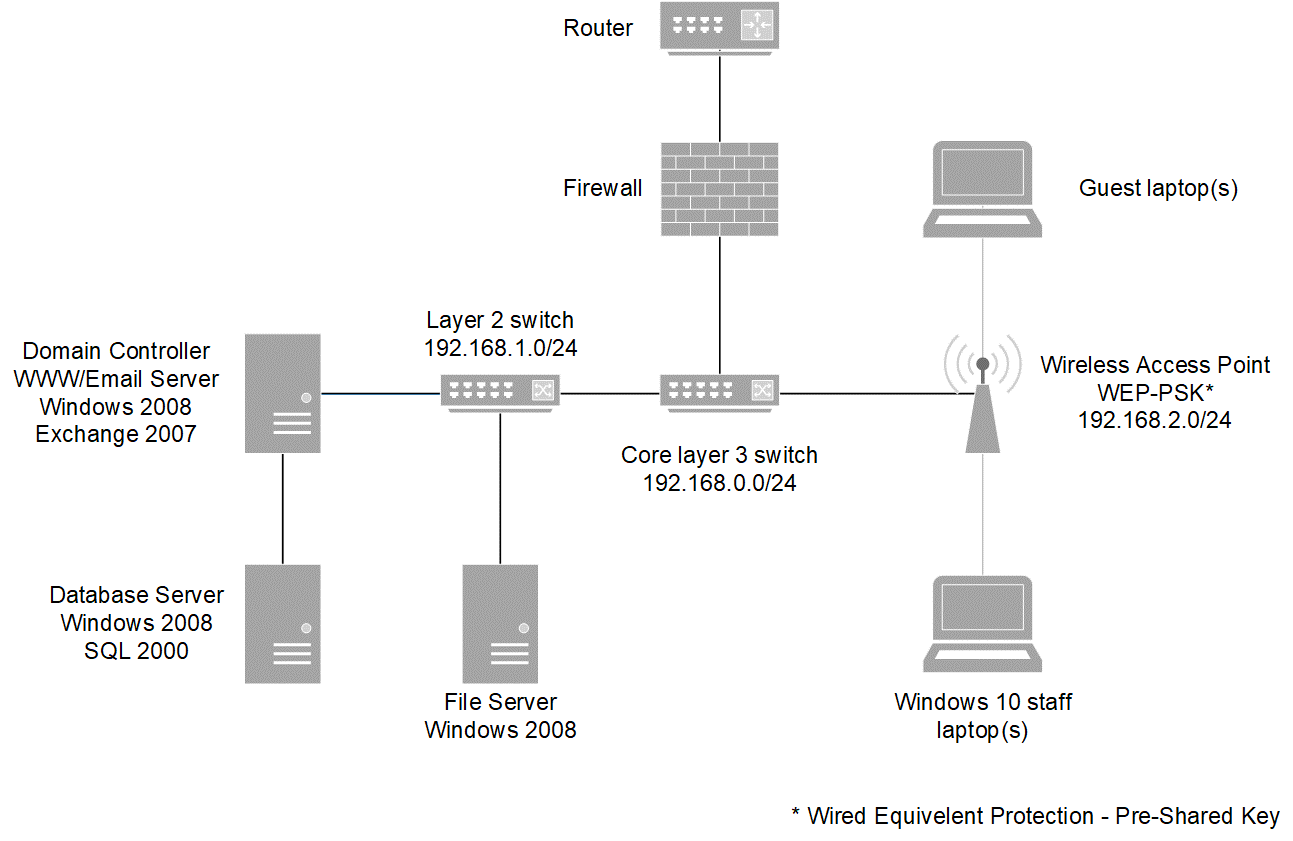 Router
Firewall
Guest laptop(s)
Layer 2 switch
192.168.1.0/24
Domain Controller
WWW/Email Server
Windows 2008
Exchange 2007
Wireless Access Point
WEP-PSK*
192.168.2.0/24
Core layer 3 switch
192.168.0.0/24
Database Server
Windows 2008
SQL 2000
File Server
Windows 2008
Windows 10 staff
laptop(s)
* Wired Equivelent Protection - Pre-Shared Key